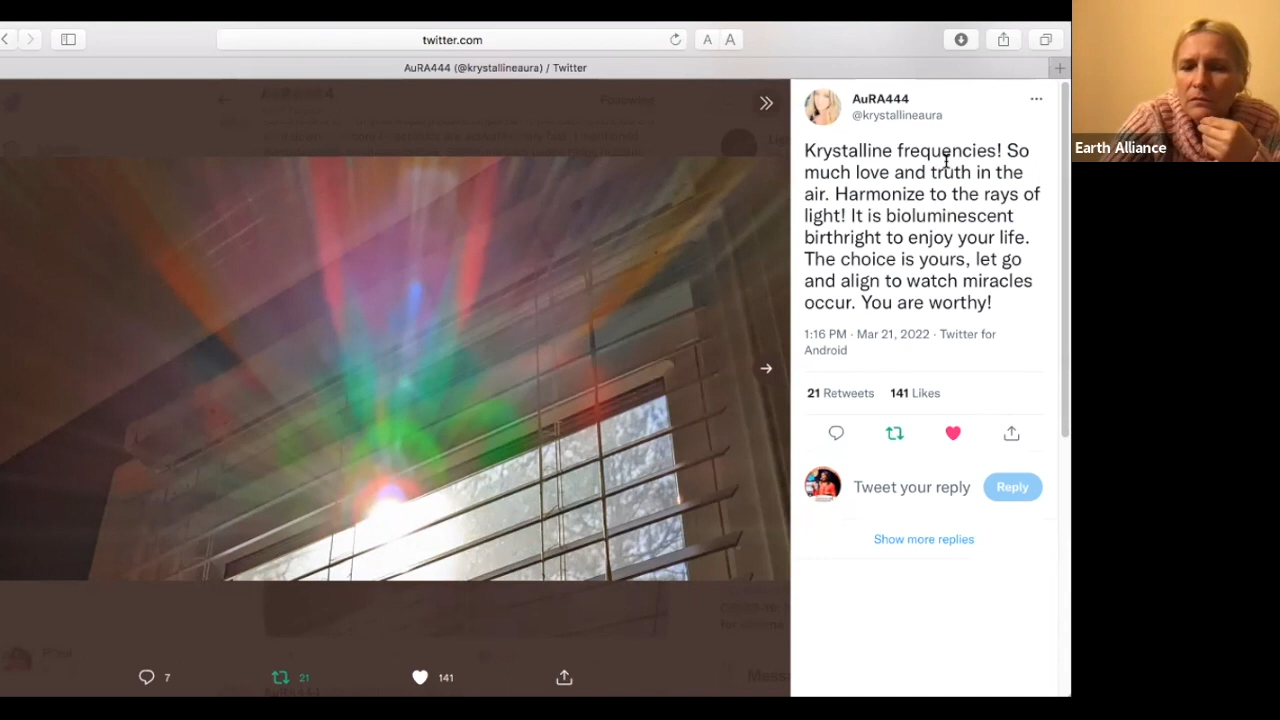 twitter.com
A A
AuRA444 (@krystallineaura) / Twitter
AuRA444
@krystallineaura
Krystalline frequencies! So
much love and truth in the
air. Harmonize to the rays of
light! It is bioluminescent
birthright to enjoy your life.
The choice is yours, let go
and align to watch miracles
occur. You are worthy!
1:16 PM · Mar 21, 2022 · Twitter for
Android
21 Retweets 141 Likes
Tweet your reply
Reply
Show more replies
7 21 141
Earth Alliance